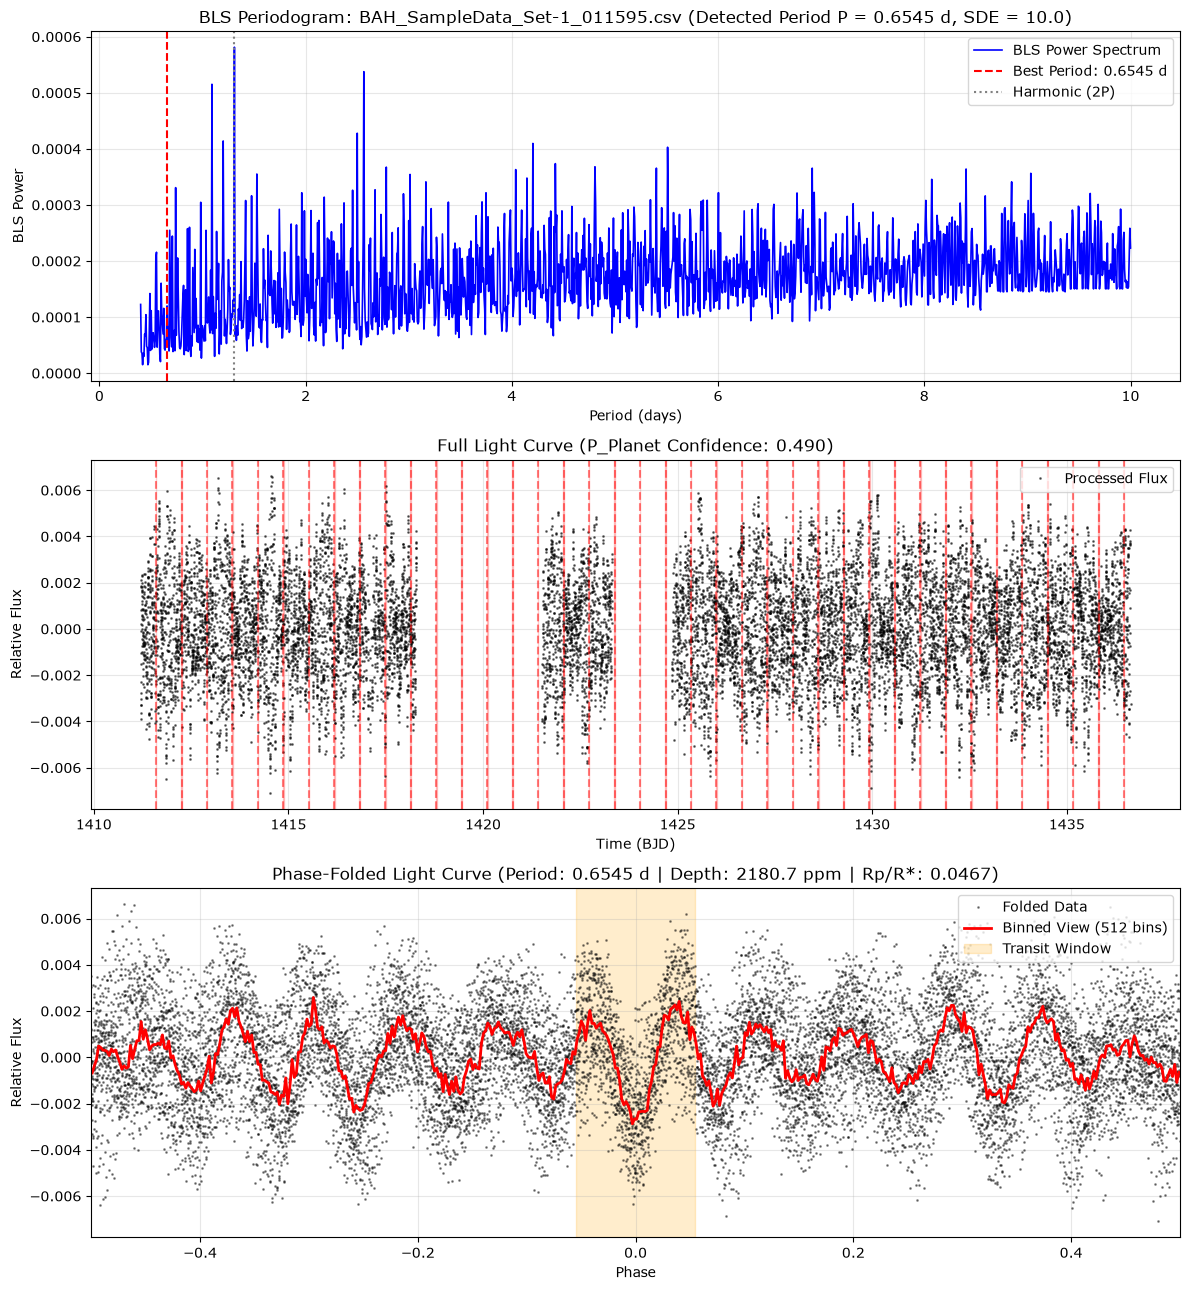 BLS Periodogram: BAH_SampleData_Set-1_011595.csv (Detected Period P = 0.6545 d, SDE = 10.0)
0.0006
0.0005
0.0004
0.0003
0.0002
0.0001
0.0000
BLS Power
BLS Power Spectrum
Best Period: 0.6545 d
Harmonic (2P)
0 2 4 6 8 10
Period (days)
Full Light Curve (P_Planet Confidence: 0.490)
0.006
0.004
0.002
0.000
−0.002
−0.004
−0.006
Relative Flux
Processed Flux
1410 1415 1420 1425 1430 1435
Time (BJD)
Phase-Folded Light Curve (Period: 0.6545 d | Depth: 2180.7 ppm | Rp/R*: 0.0467)
0.006
0.004
0.002
0.000
−0.002
−0.004
−0.006
Relative Flux
Folded Data
Binned View (512 bins)
Transit Window
−0.4 −0.2 0.0 0.2 0.4
Phase